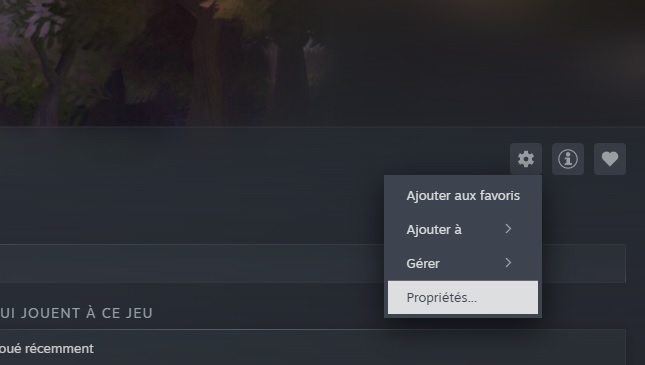 Ajouter aux favoris
Ajouter à
Gérer
Propriétés...
UI JOUENT À CE JEU
oué récemment